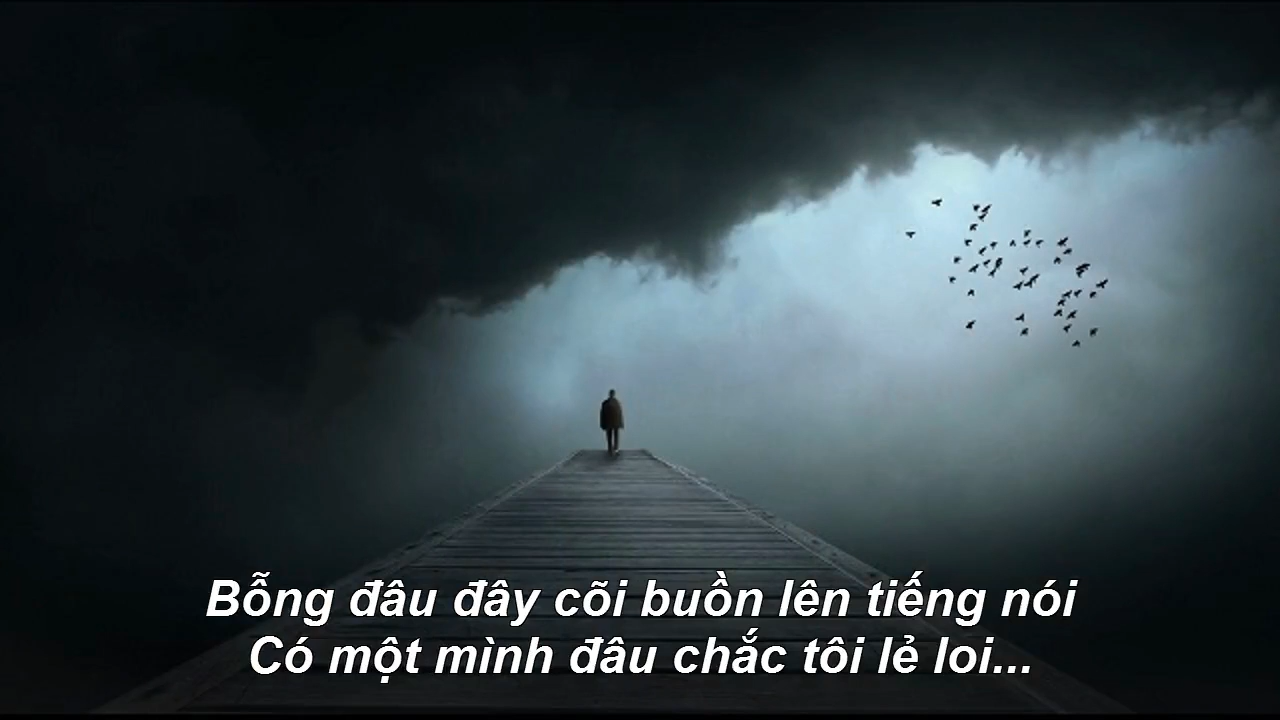 Bỗng đâu đây cõi buồn lên tiếng nói
Có một mình đâu chắc tôi lẻ loi...